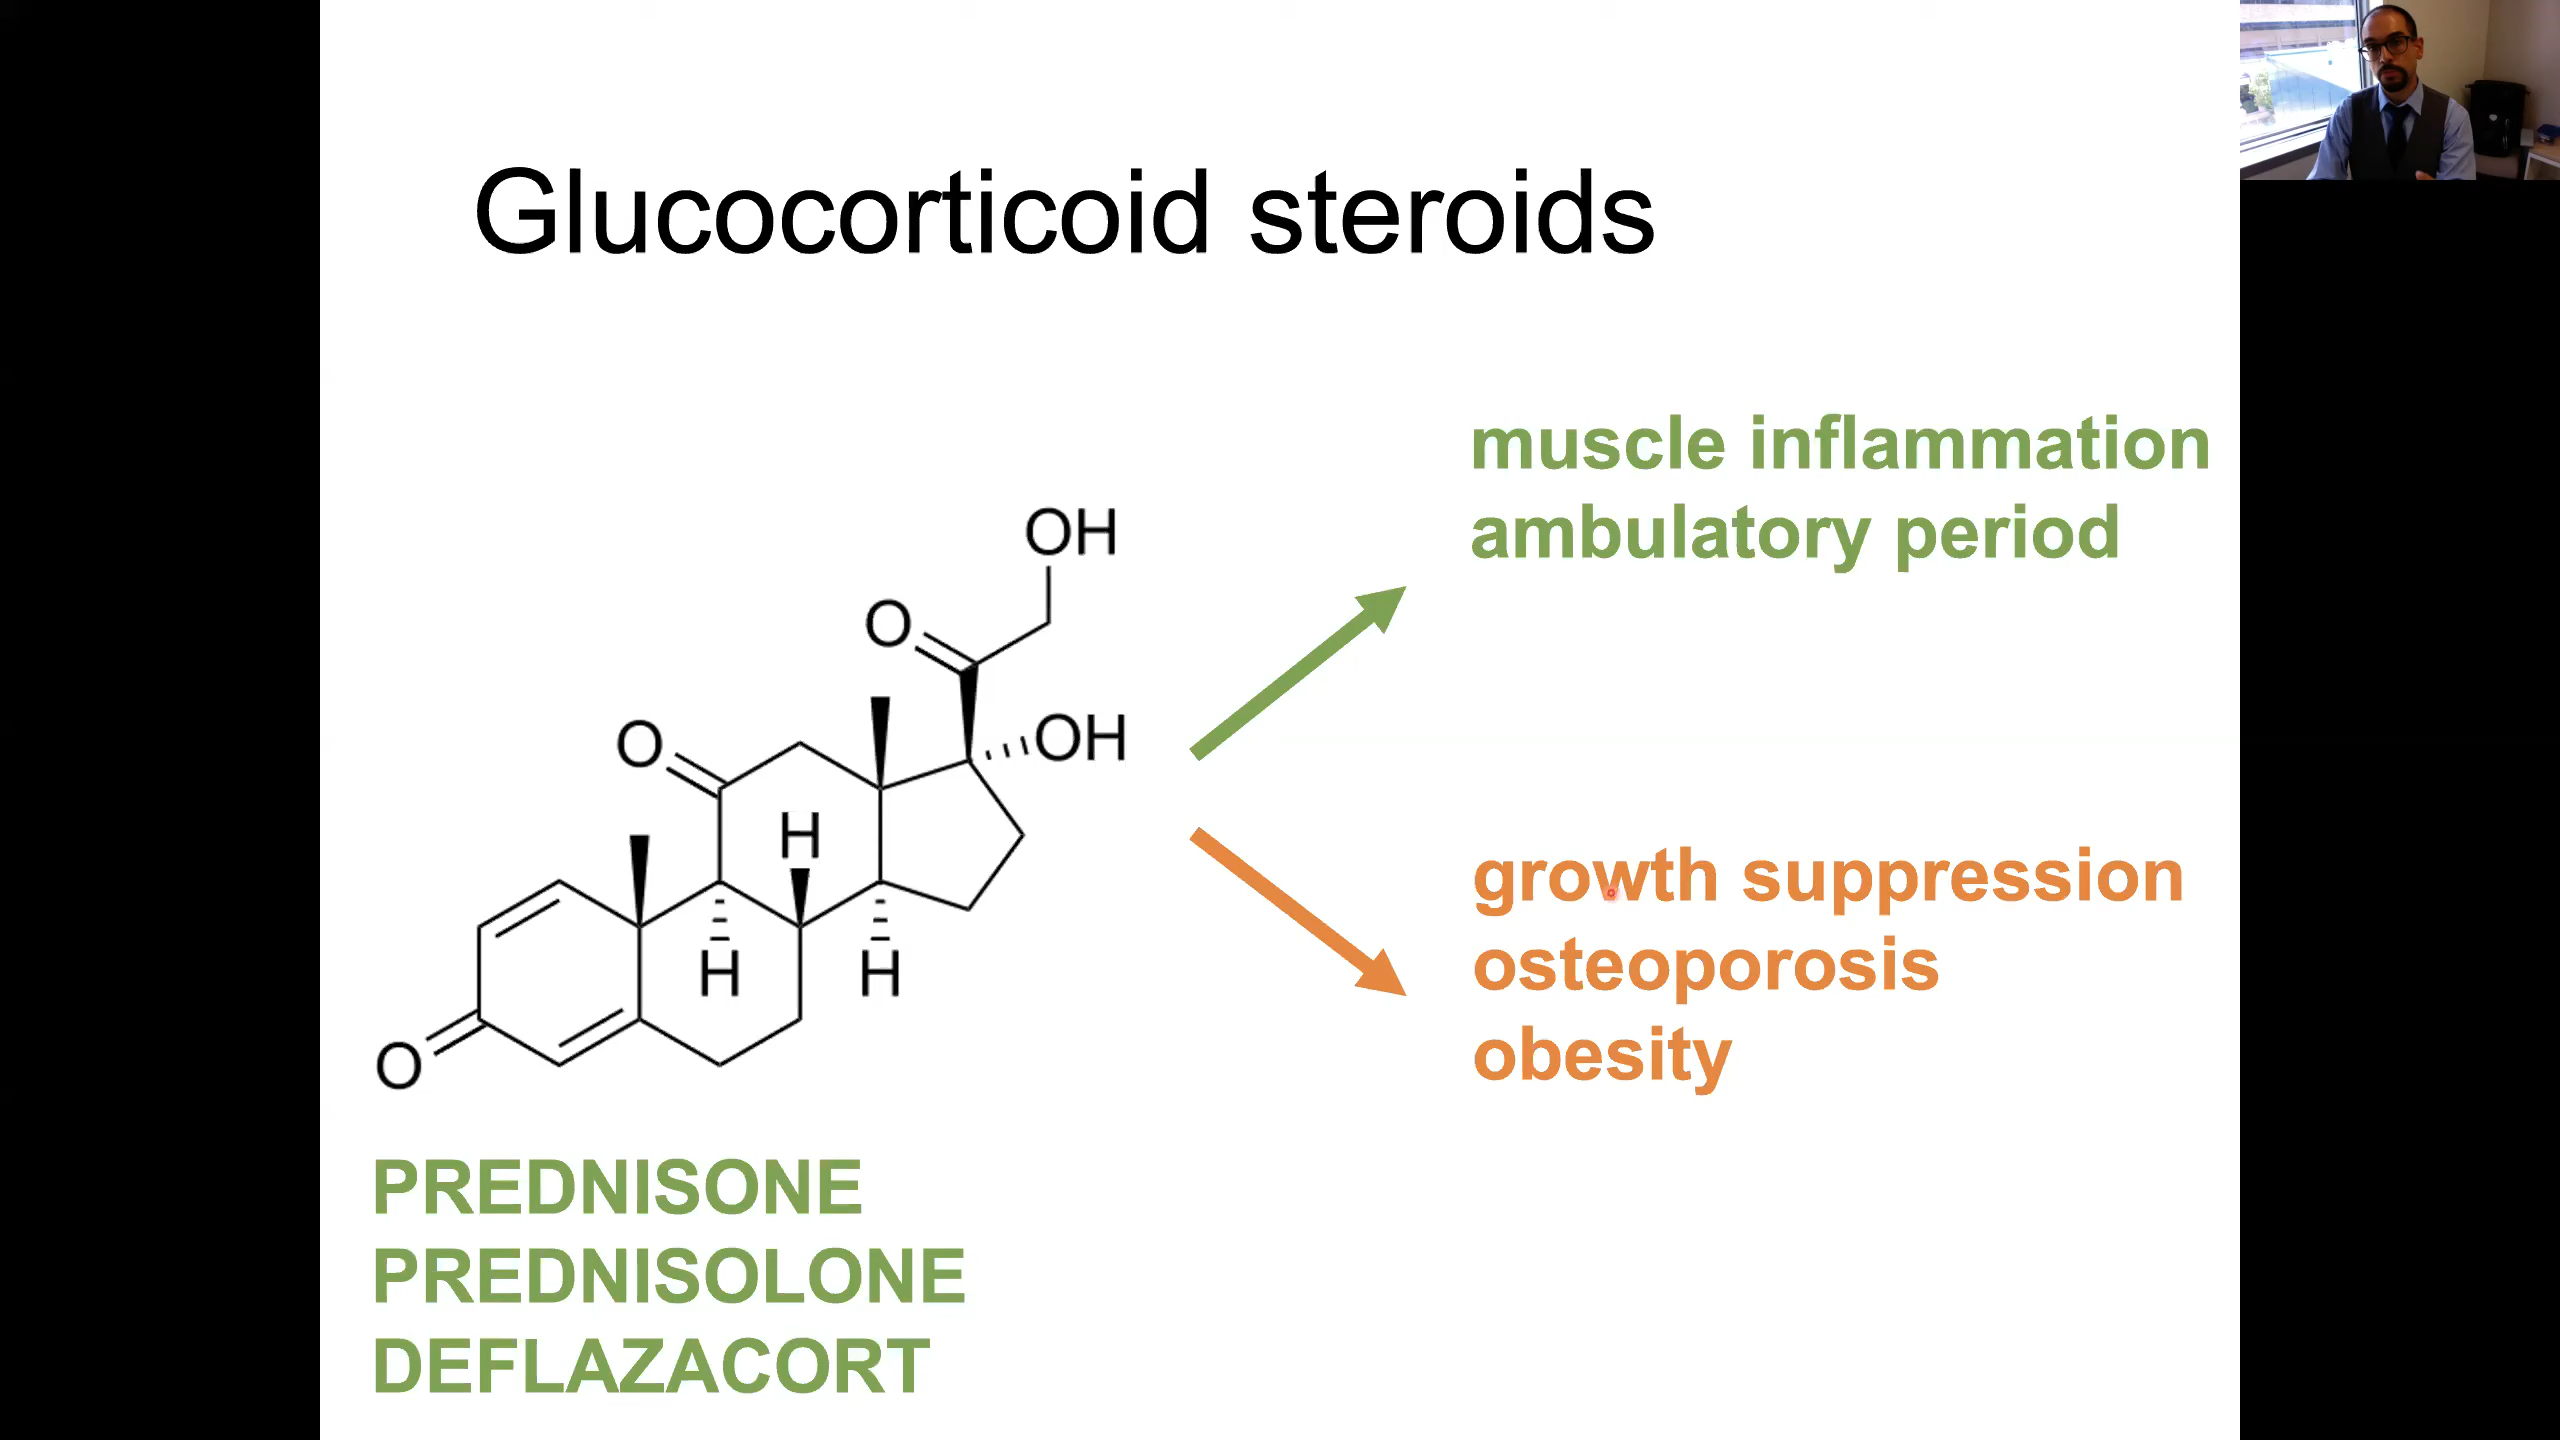 Glucocorticoid steroids
muscle inflammation
ambulatory period
OH
O
OH
O
H
H
H
O
growth suppression
osteoporosis
obesity
PREDNISONE
PREDNISOLONE
DEFLAZACORT